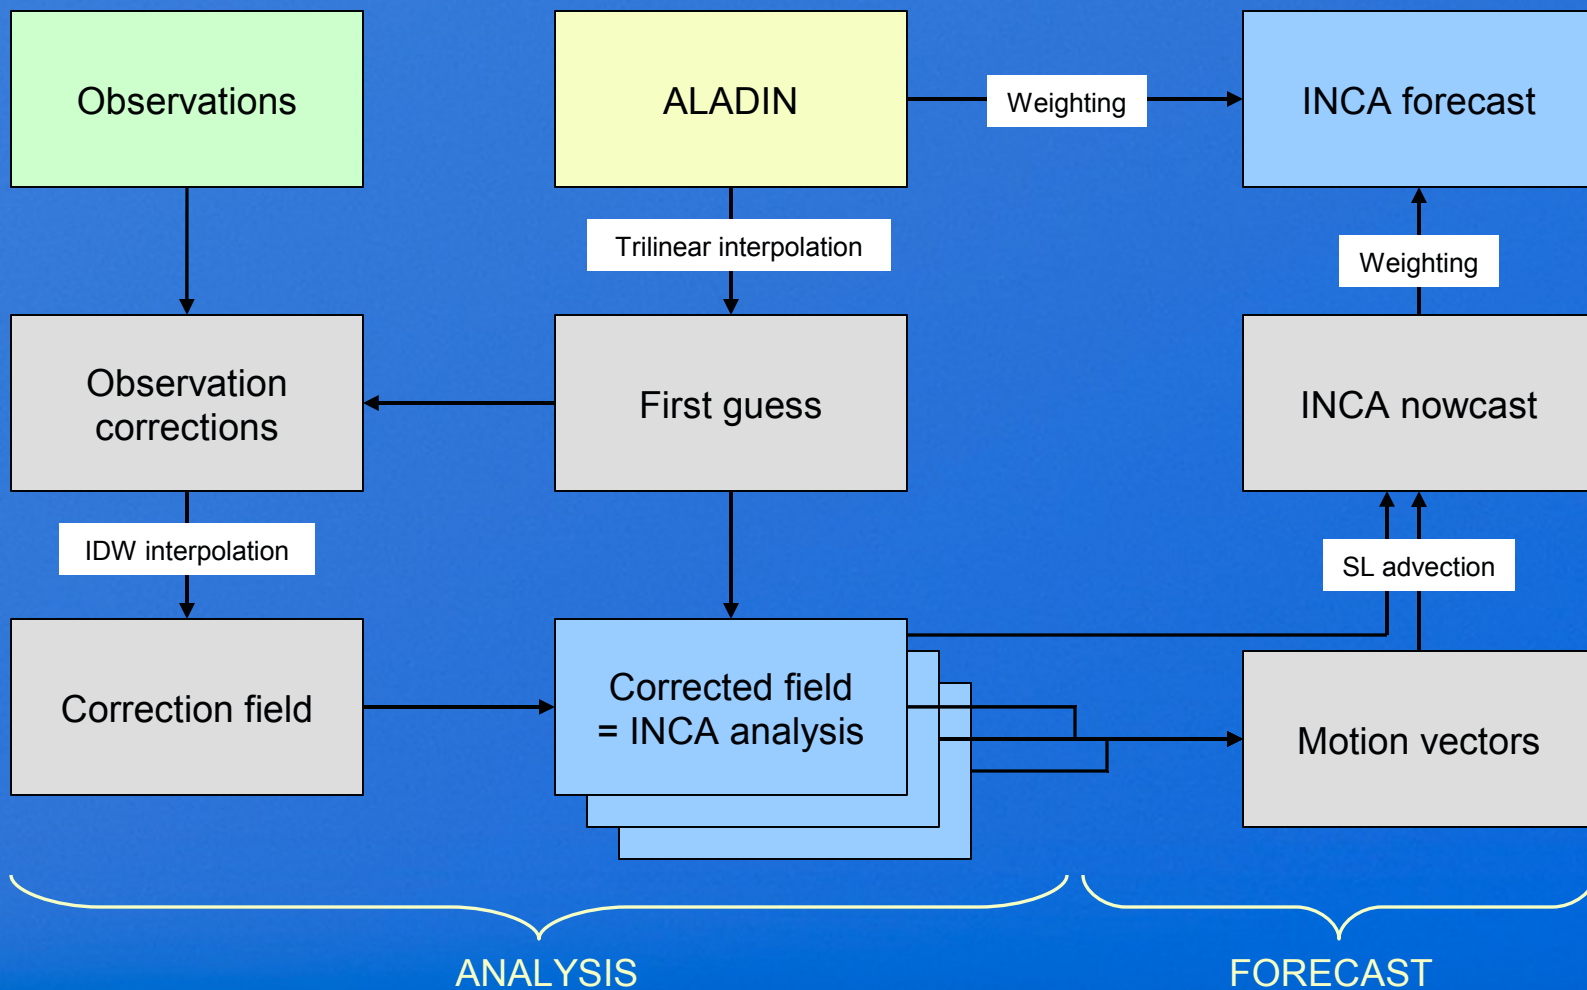 Observations
ALADIN
Weighting
INCA forecast
Trilinear interpolation
Weighting
Observation
corrections
First guess
INCA nowcast
IDW interpolation
SL advection
Correction field
Corrected field
= INCA analysis
Motion vectors
ANALYSIS
FORECAST